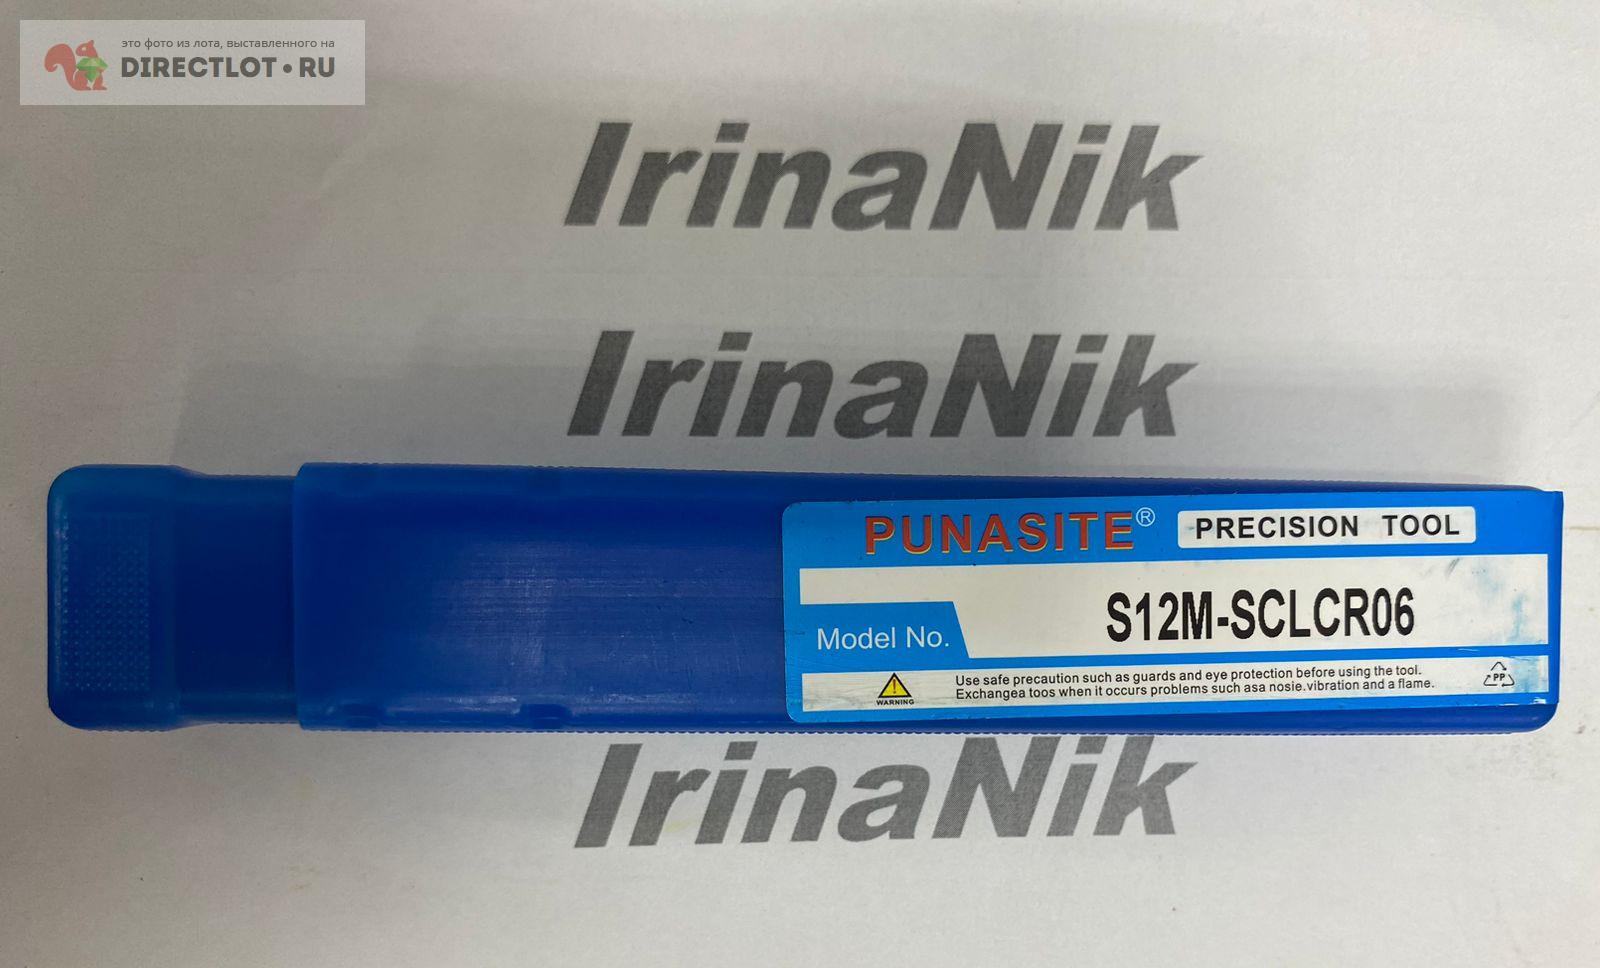 это фото из лота, выставленного на
DIRECTLOT•RU
IrinaNik
IrinaNik
PUNASITE® PRECISION TOOL
S12M-SCLCR06
Model No.
Use safe precaution such as guards and eye protection before using the tool.
WARNING
Exchangea toos when it occurs problems such asa nosie.vibration and a flame.
PP
IrinaNik